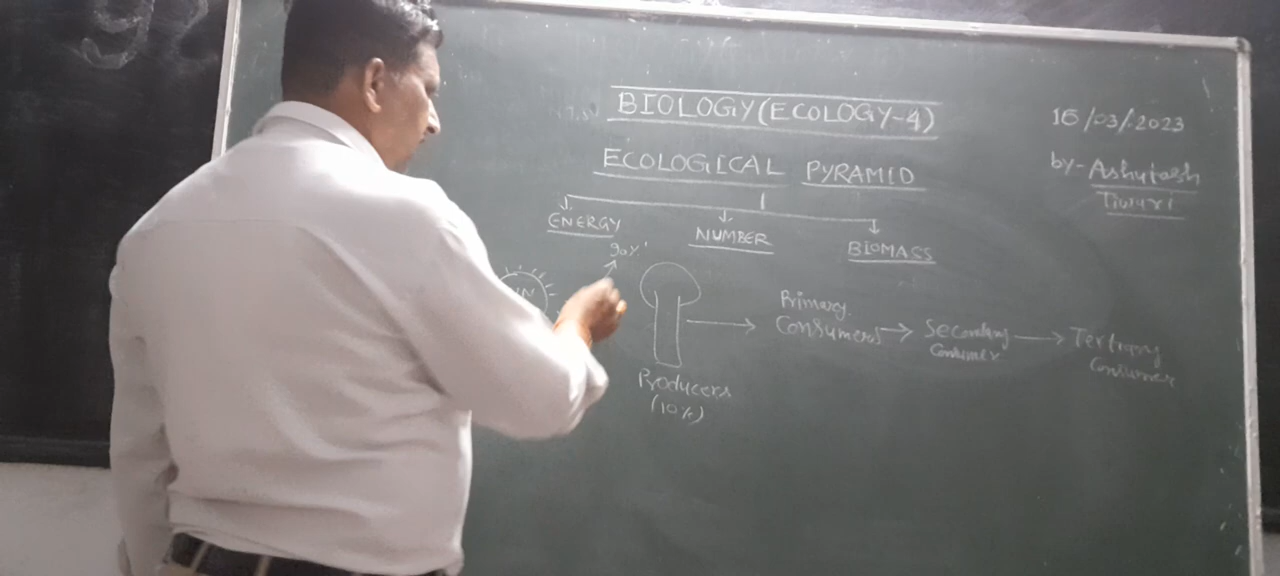 BIOLOGY (ECOLOGY-4)
16/03/2023
ECOLOGICAL PYRAMID
by- Ashutosh
Tiwari
ENERGY
NUMBER
BIOMASS
90%
Primary
Consumers
Secondary
Consumer
Tertiary
Consumer
Producers
(10%)